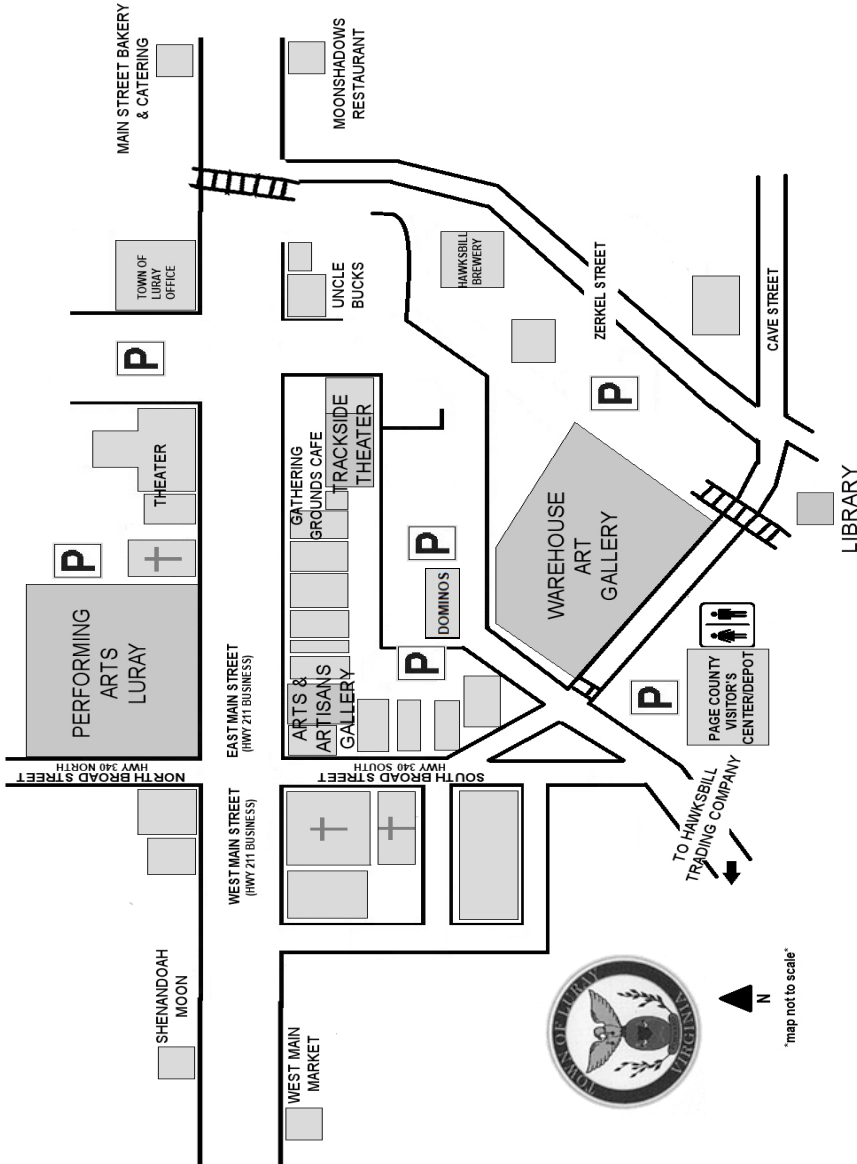 MAIN STREET BAKERY
& CATERING
MOONSHADOWS
RESTAURANT
TOWN OF
LURAY
OFFICE
UNCLE
BUCKS
HAWKSBILL
BREWERY
ZERKEL STREET
CAVE STREET
P
THEATER
P
GATHERING
GROUNDS CAFE
TRACKSIDE
THEATER
P
P
WAREHOUSE
ART
GALLERY
LIBRARY
PERFORMING
ARTS
LURAY
DOMINOS
P
EAST MAIN STREET
(HWY 211 BUSINESS)
ARTS &
ARTISANS
GALLERY
P
PAGE COUNTY
VISITOR'S
CENTER/DEPOT
NORTH BROAD STREET
HWY 340 NORTH
SOUTH BROAD STREET
HWY 340 SOUTH
WEST MAIN STREET
(HWY 211 BUSINESS)
TO HAWKSBILL
TRADING COMPANY
SHENANDOAH
MOON
WEST MAIN
MARKET
TOWN OF LURAY
VIRGINIA
N
*map not to scale*